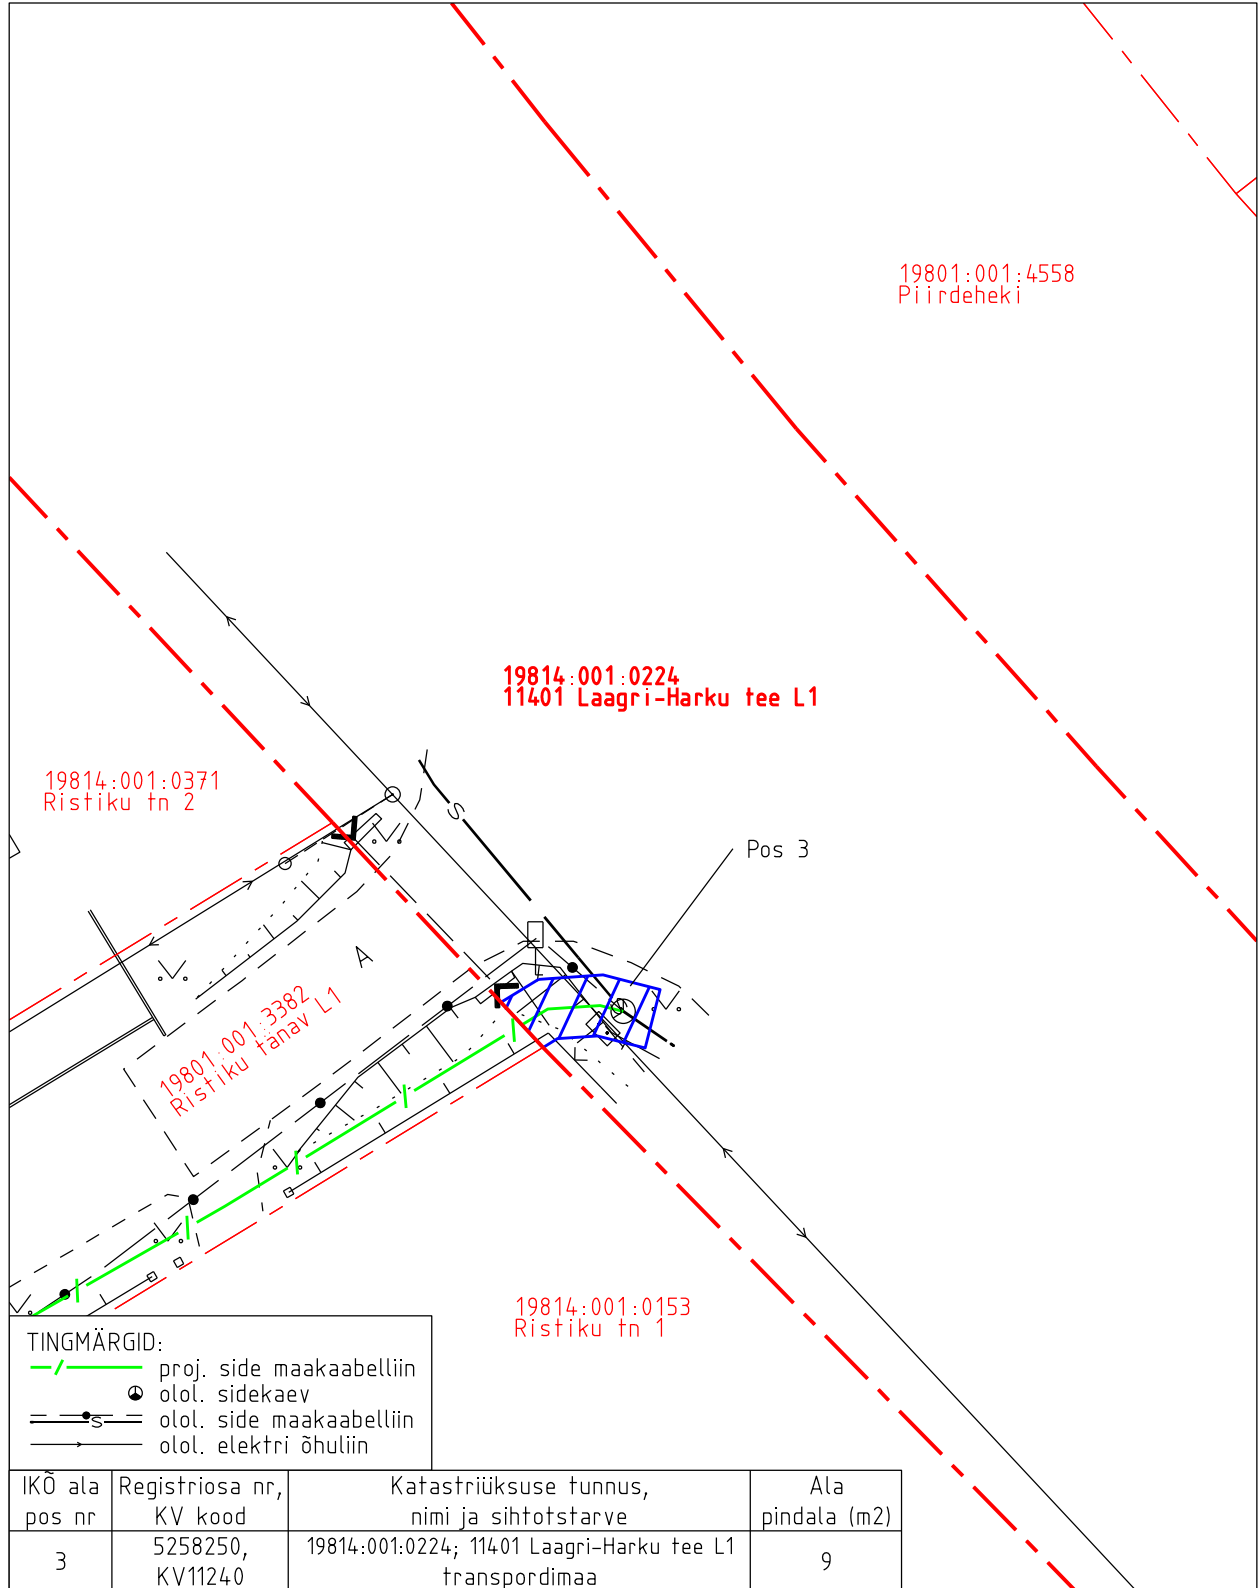 19801:001:4558
Piirdeheki
19814:001:0224
11401 Laagri-Harku tee L1
19814:001:0371
Ristiku tn 2
S
Pos 3
A
19801:001:3382
Ristiku tänav L1
S
19814:001:0153
Ristiku tn 1
TINGMÄRGID:
proj. side maakaabelliin
olol. sidekaev
S
olol. side maakaabelliin
olol. elektri õhuliin
IKÕ ala
pos nr
Registriosa nr,
KV kood
Katastriüksuse tunnus,
nimi ja sihtotstarve
Ala
pindala (m2)
3
5258250,
KV11240
19814:001:0224; 11401 Laagri-Harku tee L1
transpordimaa
9